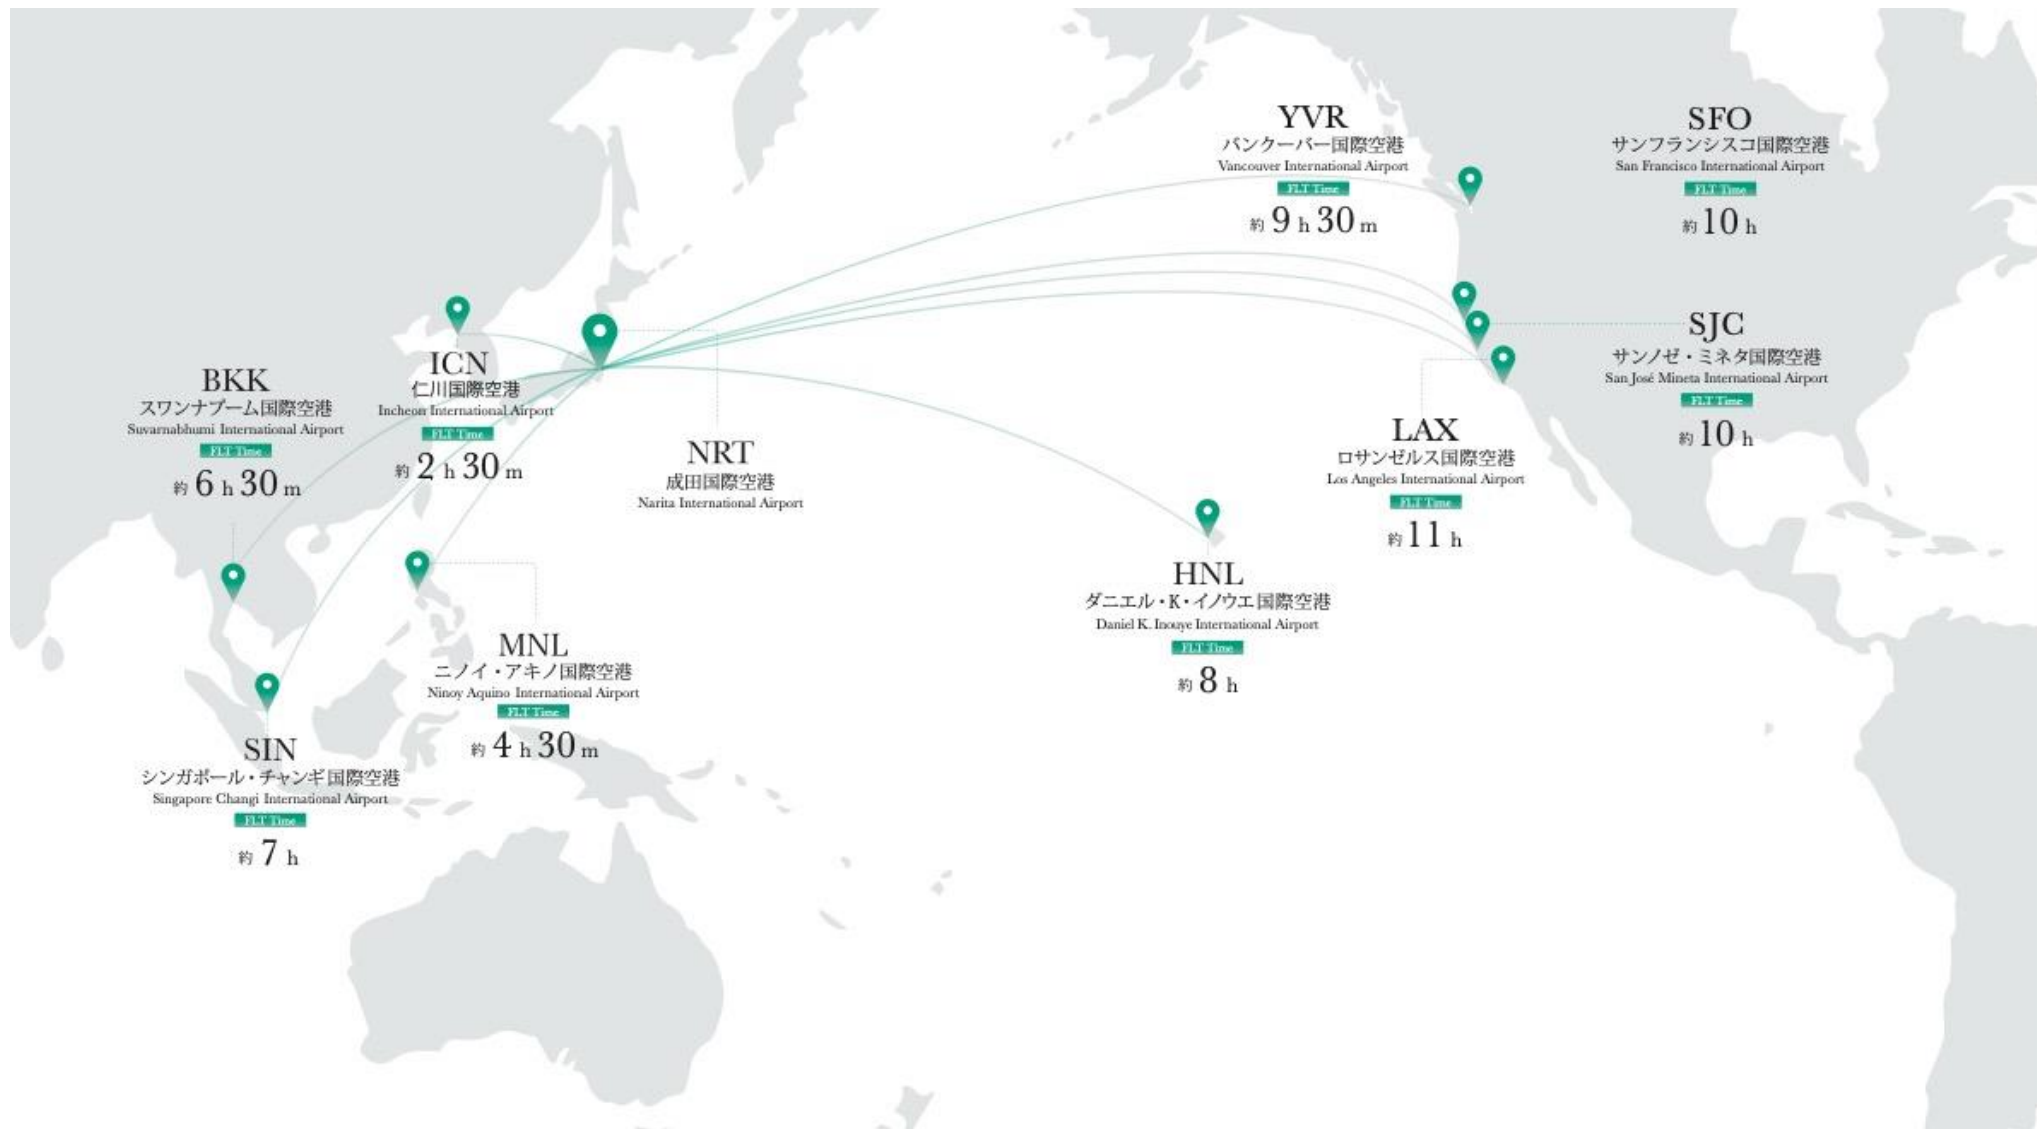 YVR
バンクーバー国際空港
Vancouver International Airport
FLT Time
約 9 h 30 m
SFO
サンフランシスコ国際空港
San Francisco International Airport
FLT Time
約 10 h
SJC
サンノゼ・ミネタ国際空港
San José Mineta International Airport
FLT Time
約 10 h
ICN
仁川国際空港
Incheon International Airport
FLT Time
約 2 h 30 m
BKK
スワンナプーム国際空港
Suvarnabhumi International Airport
FLT Time
約 6 h 30 m
NRT
成田国際空港
Narita International Airport
LAX
ロサンゼルス国際空港
Los Angeles International Airport
FLT Time
約 11 h
HNL
ダニエル・K・イノウエ国際空港
Daniel K. Inouye International Airport
FLT Time
約 8 h
MNL
ニノイ・アキノ国際空港
Ninoy Aquino International Airport
FLT Time
約 4 h 30 m
SIN
シンガポール・チャンギ国際空港
Singapore Changi International Airport
FLT Time
約 7 h